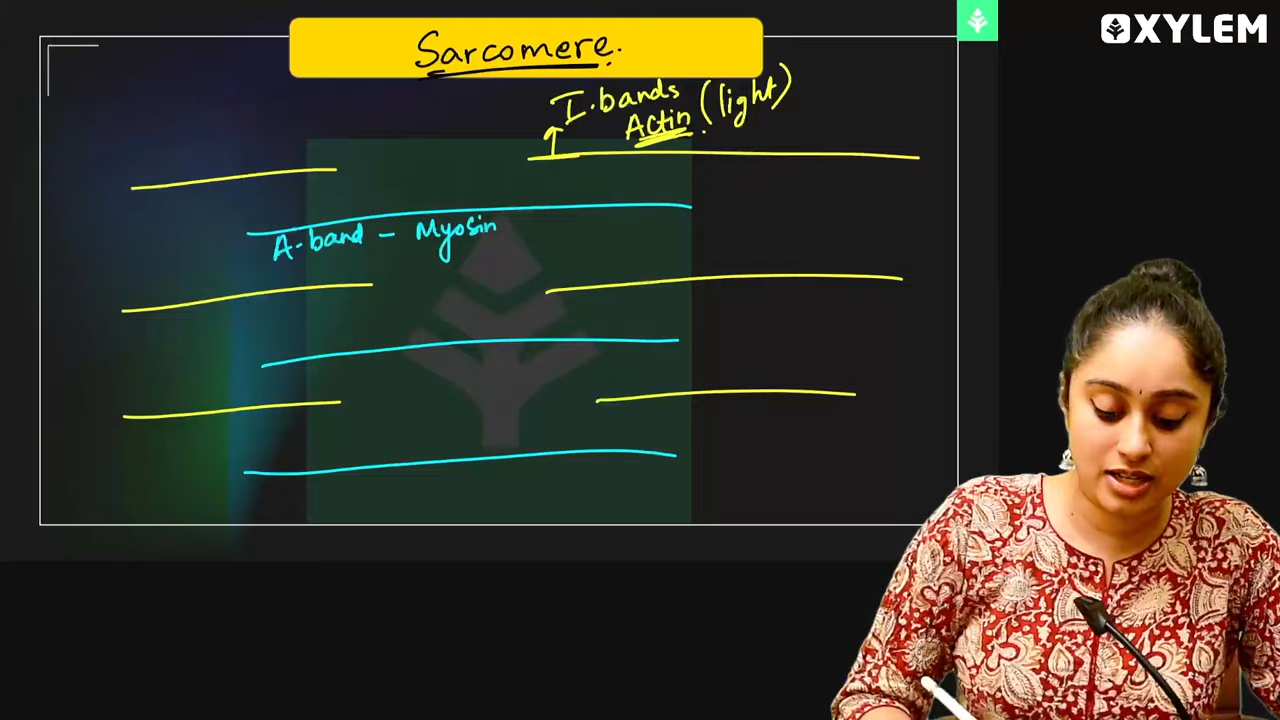 Sarcomere.
XYLEM
I.bands
Actin (light)
A-band - Myosin